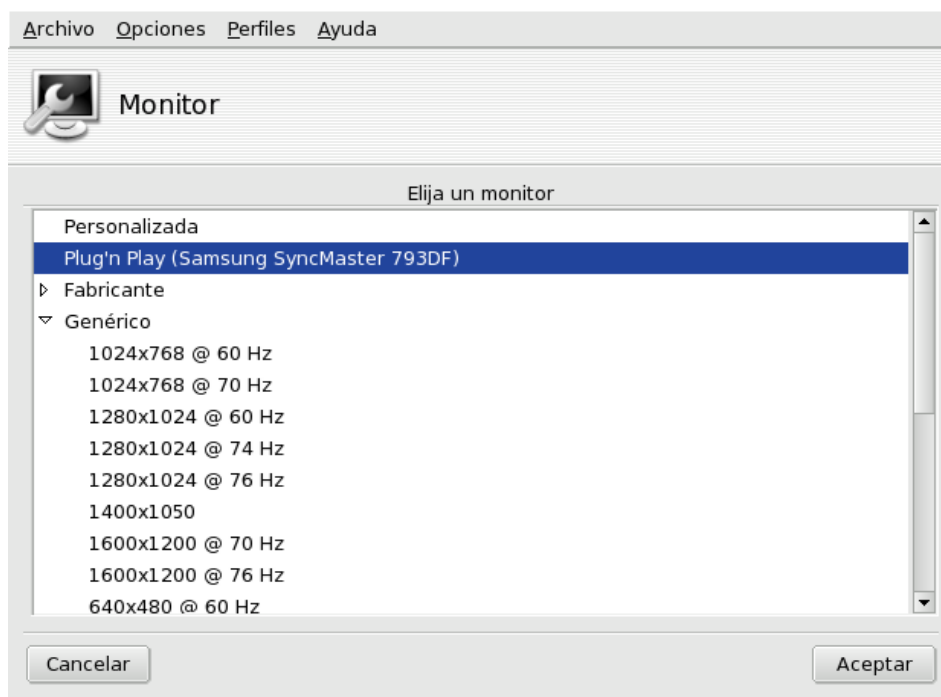 Archivo Opciones Perfiles Ayuda
Monitor
Elija un monitor
Personalizada
Plug'n Play (Samsung SyncMaster 793DF)
Fabricante
Genérico
1024x768 @ 60 Hz
1024x768 @ 70 Hz
1280x1024 @ 60 Hz
1280x1024 @ 74 Hz
1280x1024 @ 76 Hz
1400x1050
1600x1200 @ 70 Hz
1600x1200 @ 76 Hz
640x480 @ 60 Hz
Cancelar Aceptar